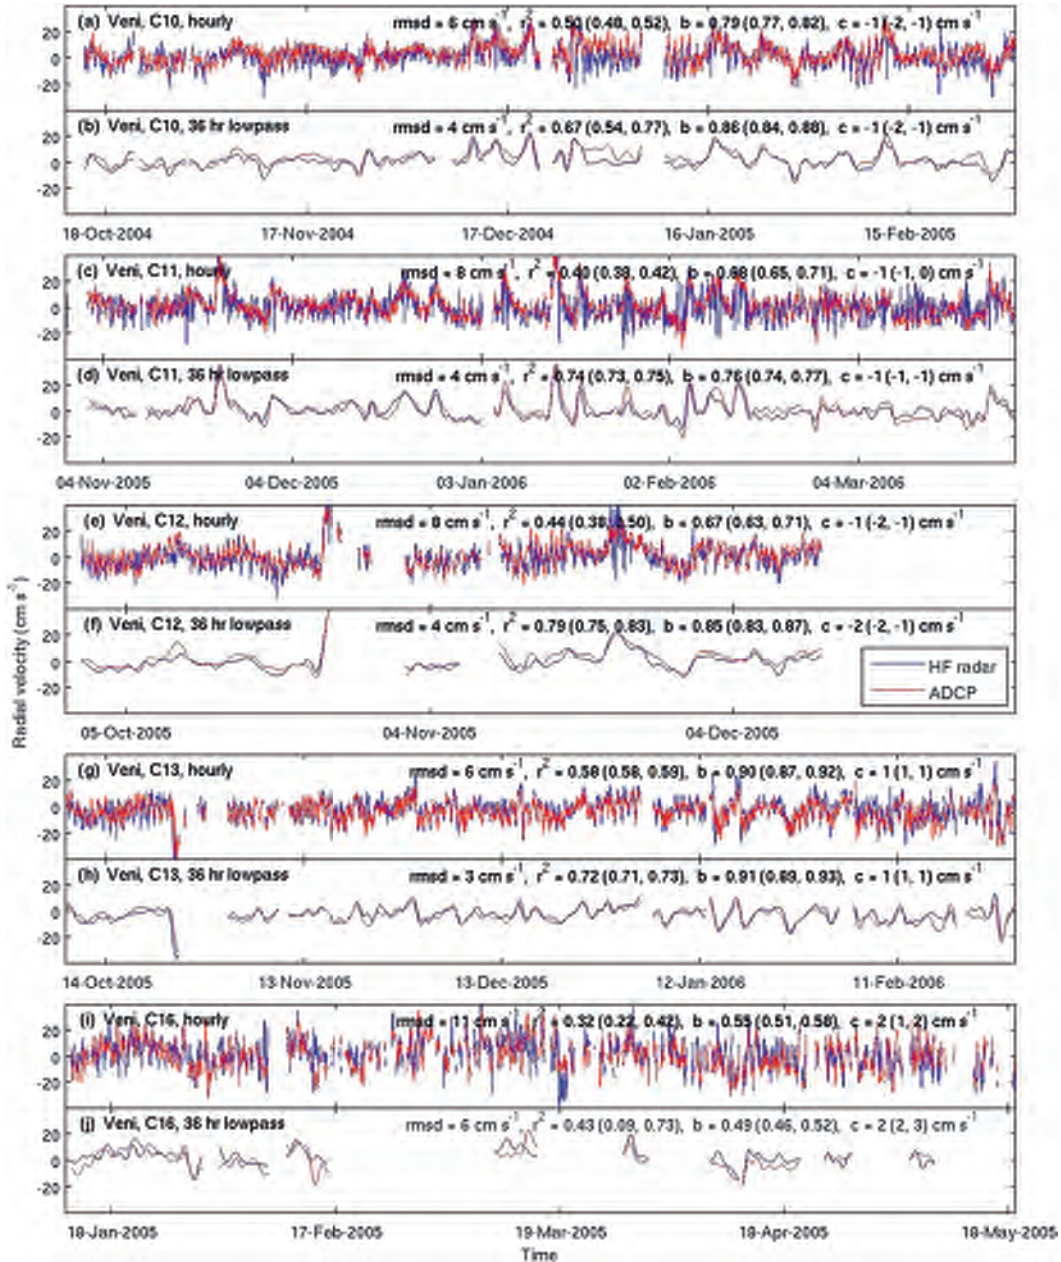 (a) Veni, C10, hourly rmsd = 6 cm s-1, r2 = 0.50 (0.48, 0.52), b = 0.79 (0.77, 0.82), c = -1 (-2, -1) cm s-1
20
0
-20
(b) Veni, C10, 36 hr lowpass rmsd = 4 cm s-1, r2 = 0.67 (0.54, 0.77), b = 0.86 (0.84, 0.88), c = -1 (-2, -1) cm s-1
20
0
-20
18-Oct-2004 17-Nov-2004 17-Dec-2004 16-Jan-2005 15-Feb-2005
(c) Veni, C11, hourly rmsd = 8 cm s-1, r2 = 0.40 (0.38, 0.42), b = 0.68 (0.65, 0.71), c = -1 (-1, 0) cm s-1
20
0
-20
(d) Veni, C11, 36 hr lowpass rmsd = 4 cm s-1, r2 = 0.74 (0.73, 0.75), b = 0.76 (0.74, 0.77), c = -1 (-1, -1) cm s-1
20
0
-20
04-Nov-2005 04-Dec-2005 03-Jan-2006 02-Feb-2006 04-Mar-2006
(e) Veni, C12, hourly rmsd = 8 cm s-1, r2 = 0.44 (0.38, 0.50), b = 0.67 (0.63, 0.71), c = -1 (-2, -1) cm s-1
20
0
-20
(f) Veni, C12, 36 hr lowpass rmsd = 4 cm s-1, r2 = 0.79 (0.75, 0.83), b = 0.85 (0.83, 0.87), c = -2 (-2, -1) cm s-1
20
0
-20
HF radar
ADCP
05-Oct-2005 04-Nov-2005 04-Dec-2005
Radial velocity (cm s-1)
(g) Veni, C13, hourly rmsd = 6 cm s-1, r2 = 0.58 (0.58, 0.59), b = 0.90 (0.87, 0.92), c = 1 (1, 1) cm s-1
20
0
-20
(h) Veni, C13, 36 hr lowpass rmsd = 3 cm s-1, r2 = 0.72 (0.71, 0.73), b = 0.91 (0.89, 0.93), c = 1 (1, 1) cm s-1
20
0
-20
14-Oct-2005 13-Nov-2005 13-Dec-2005 12-Jan-2006 11-Feb-2006
(i) Veni, C16, hourly rmsd = 11 cm s-1, r2 = 0.32 (0.22, 0.42), b = 0.55 (0.51, 0.58), c = 2 (1, 2) cm s-1
20
0
-20
(j) Veni, C16, 36 hr lowpass rmsd = 6 cm s-1, r2 = 0.43 (0.09, 0.73), b = 0.49 (0.46, 0.52), c = 2 (2, 3) cm s-1
20
0
-20
18-Jan-2005 17-Feb-2005 19-Mar-2005 18-Apr-2005 18-May-2005
Time